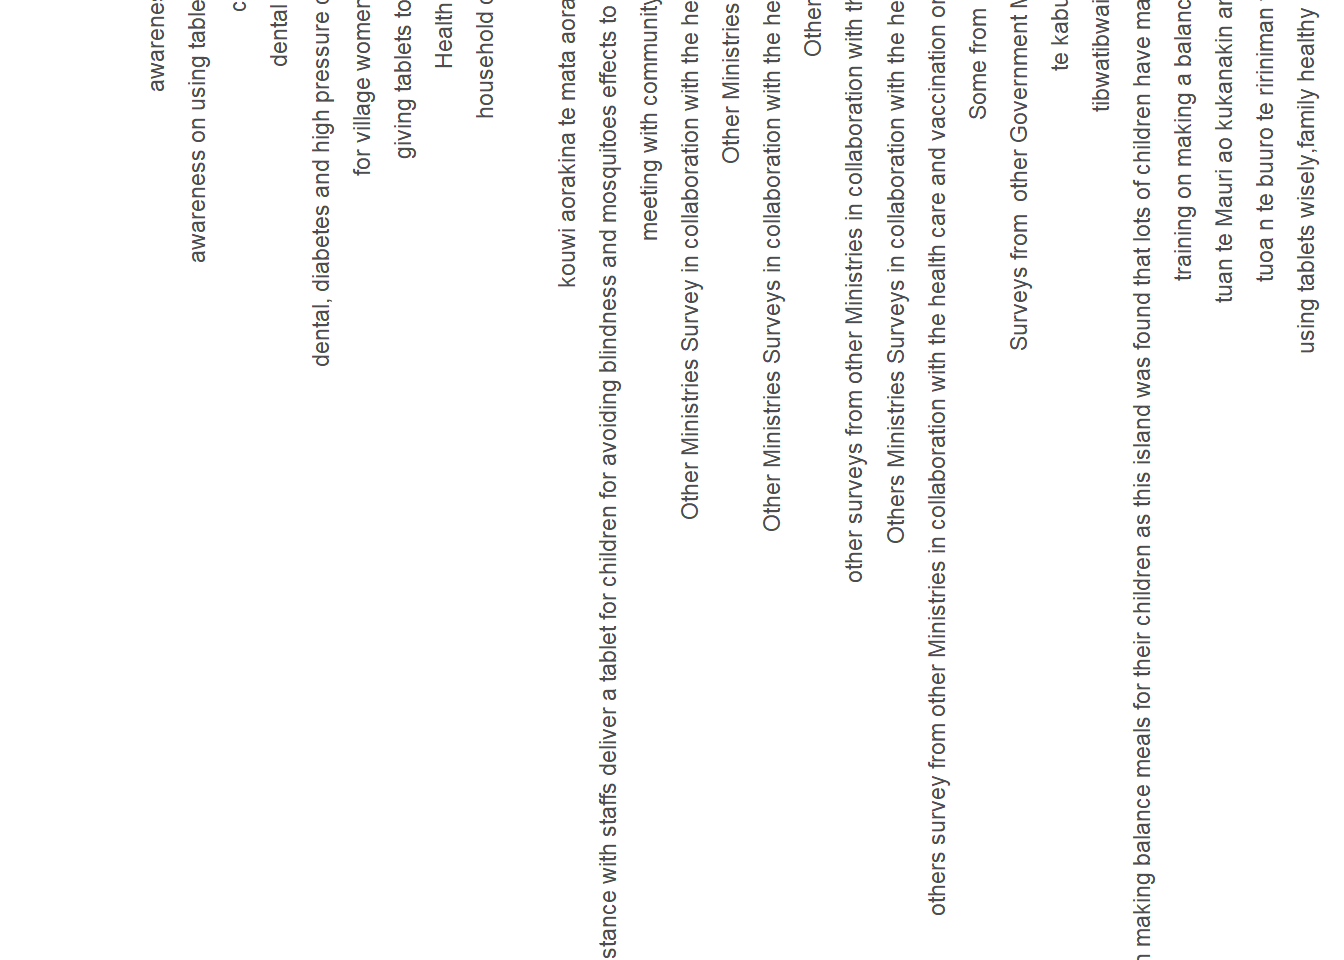 awarenes
awareness on using table
c
dental
dental, diabetes and high pressure
for village women
giving tablets to
Health
household
kouwi aorakina te mata aora
stance with staffs deliver a tablet for children for avoiding blindness and mosquitoes effects to
meeting with community
Other Ministries Survey in collaboration with the he
Other Ministries
Other Ministries Surveys in collaboration with the he
Other
other surveys from other Ministries in collaboration with th
Others Ministries Surveys in collaboration with the he
others survey from other Ministries in collaboration with the health care and vaccination or
Some from
Surveys from  other Government M
te kabu
tibwatibwai
making balance meals for their children as this island was found that lots of children have ma
training on making a balanc
tuan te Mauri ao kukanakin ar
tuoa n te buuro te ririniman
using tablets wisely,family healthy